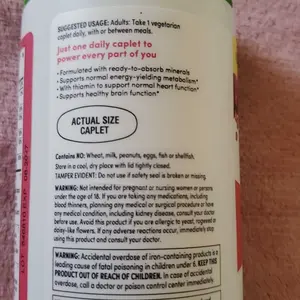 SUGGESTED USAGE: Adults: Take 1 vegetarian
caplet daily, with or between meals.
Just one daily caplet to
power every part of you
• Formulated with ready-to-absorb minerals
• Supports normal energy-yielding metabolism*
• With thiamin to support normal heart function*
• Supports healthy brain function*
ACTUAL SIZE
CAPLET
Contains NO: Wheat, milk, peanuts, eggs, fish or shellfish.
Store in a cool, dry place with lid tightly closed.
TAMPER EVIDENT: Do not use if safety seal is broken or missing.
WARNING: Not intended for pregnant or nursing women or persons
under the age of 18. If you are taking any medications, including
blood thinners, planning any medical or surgical procedure or have
any medical condition, including kidney disease, consult your doctor
before use. Avoid this product if you are allergic to yeast, ragweed or
daisy-like flowers. If any adverse reactions occur, immediately stop
using this product and consult your doctor.
WARNING: Accidental overdose of iron-containing products is a
leading cause of fatal poisoning in children under 6. KEEP THIS
PRODUCT OUT OF REACH OF CHILDREN. In case of accidental
overdose, call a doctor or poison control center immediately